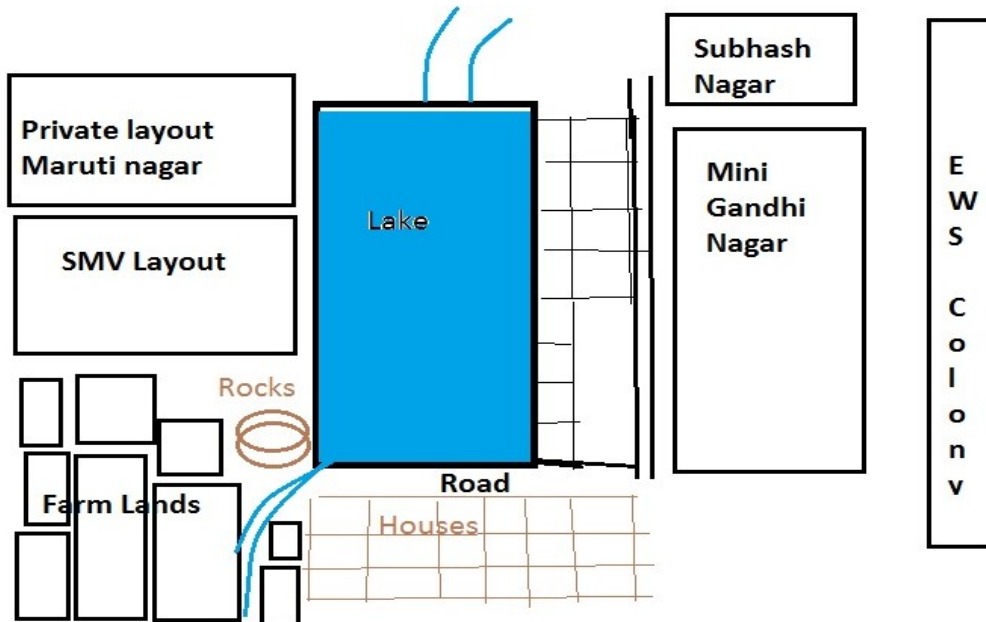 Subhash
Nagar
Private layout
Maruti nagar
Lake
Mini
Gandhi
Nagar
SMV Layout
E
W
S
C
o
l
o
n
v
Rocks
Farm Lands
Road
Houses